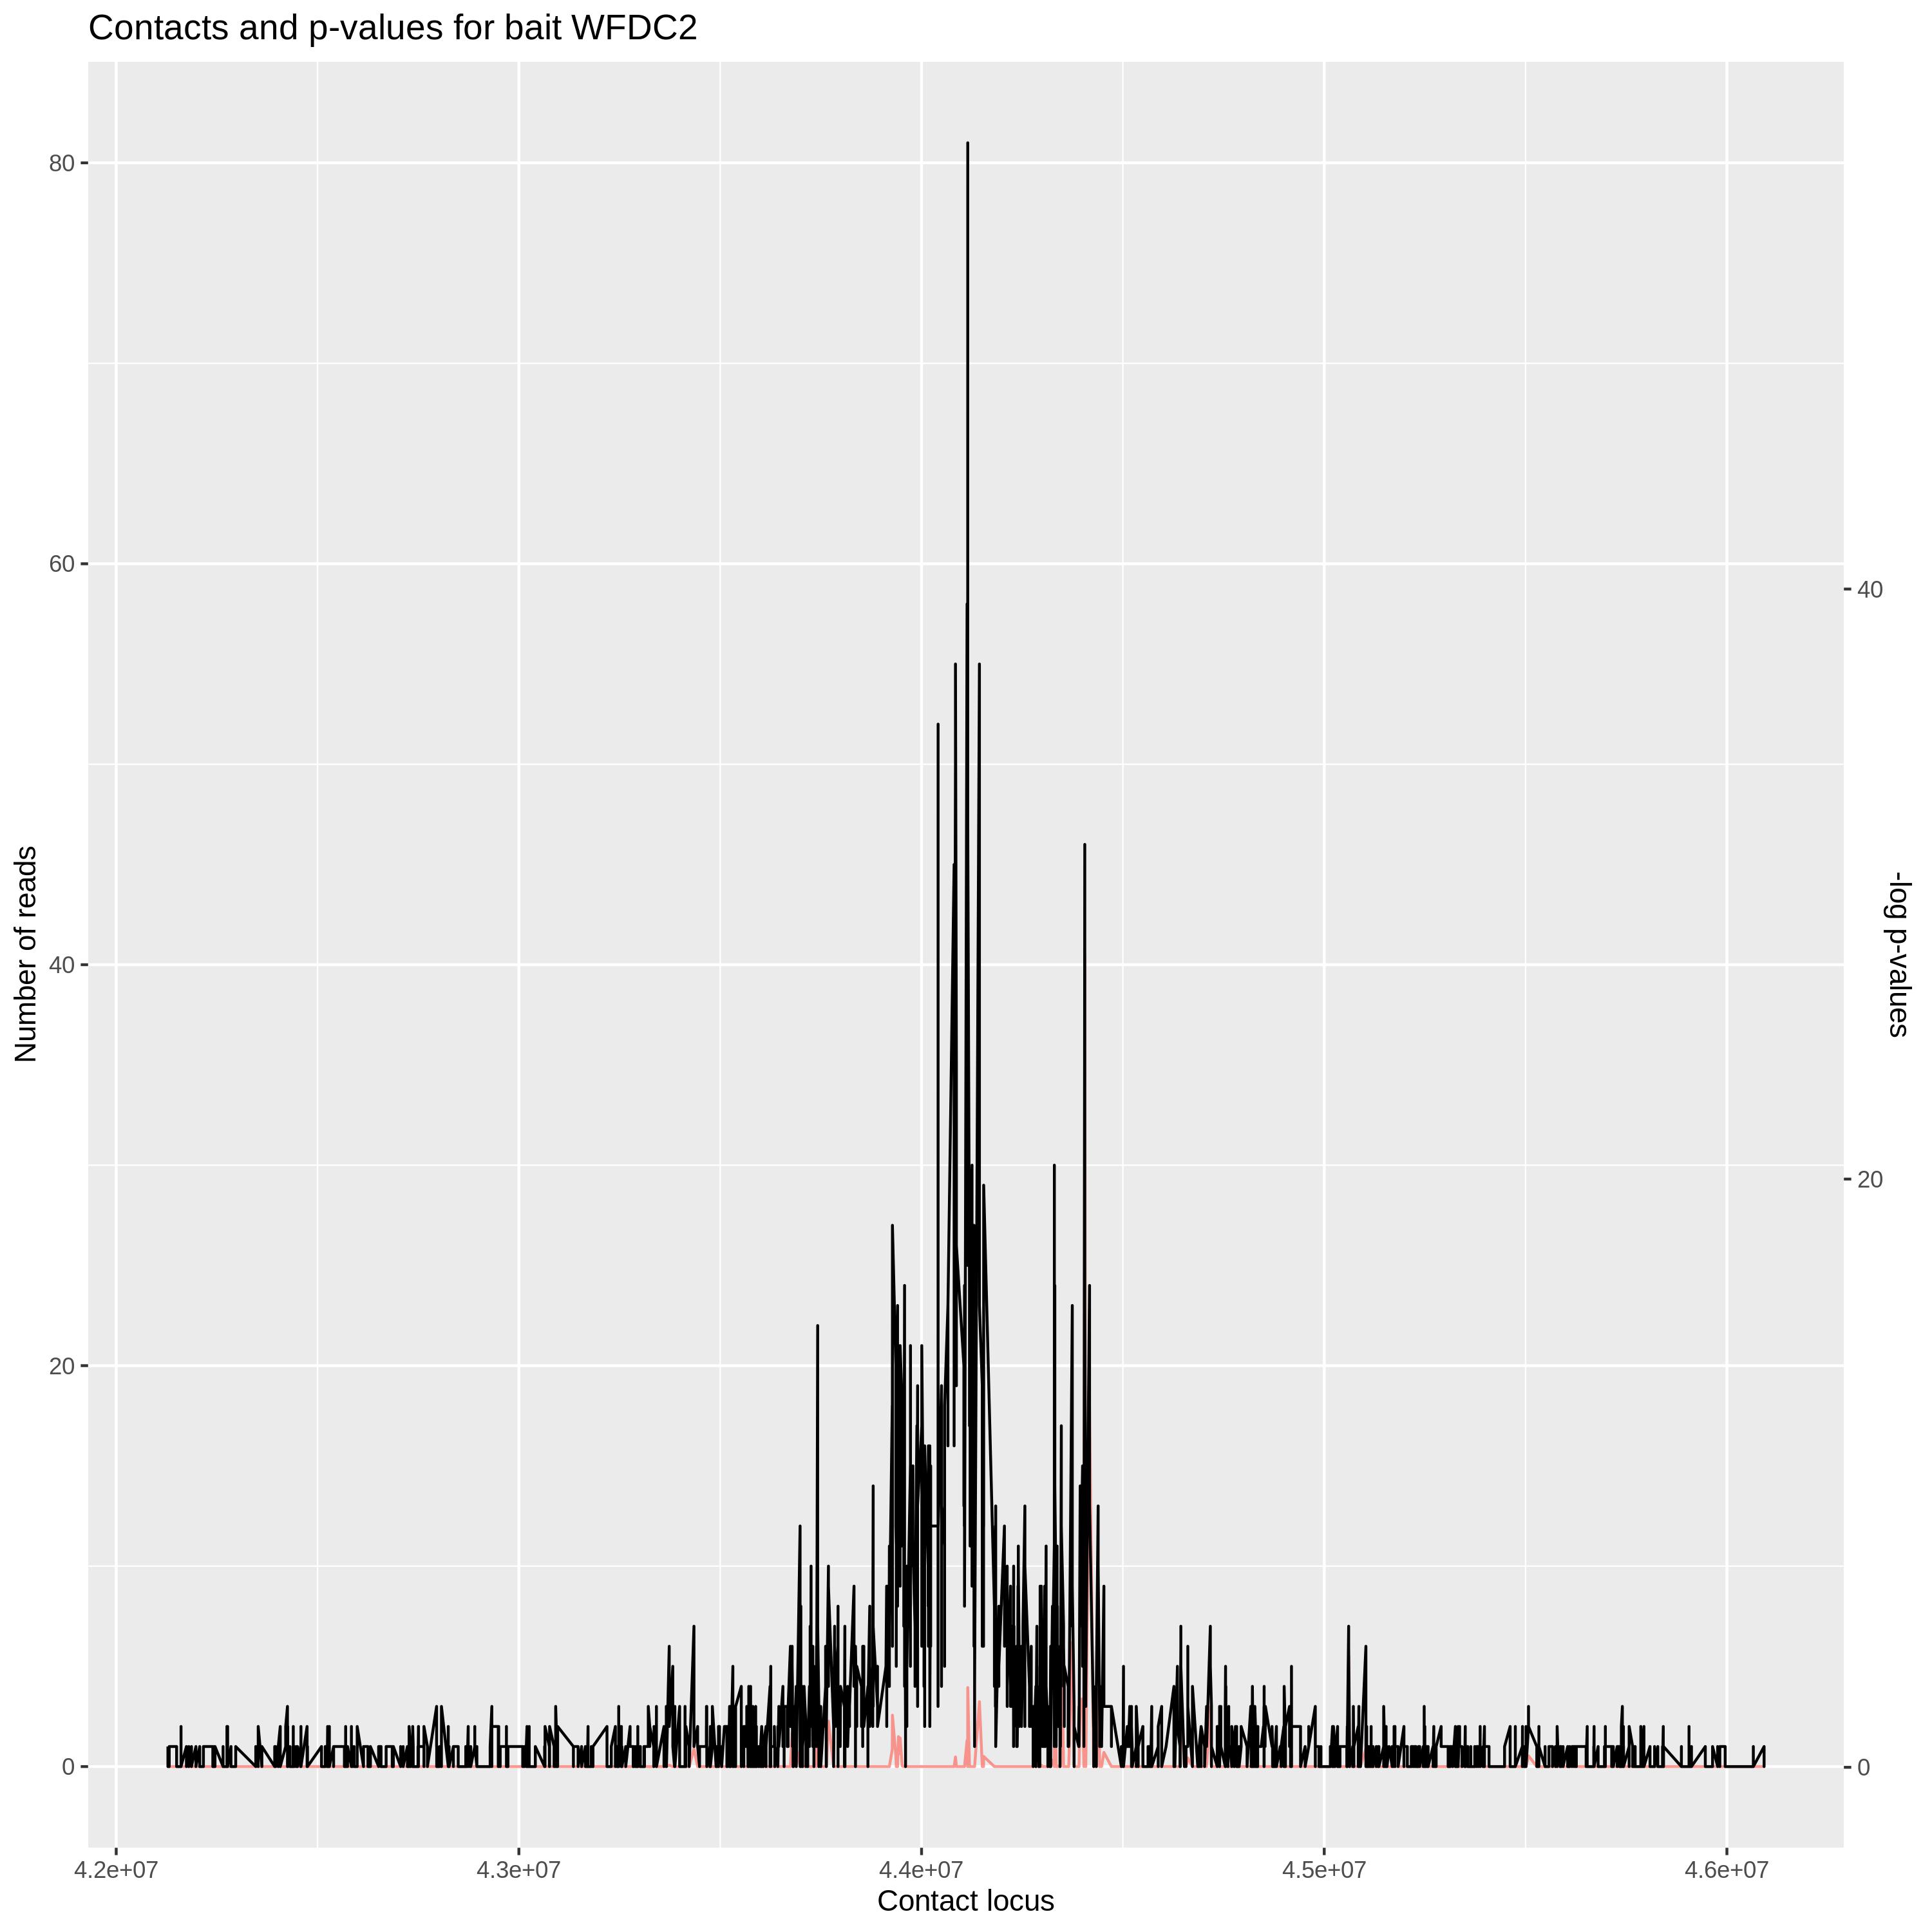 Contacts and p-values for bait WFDC2
80
60
40
20
0
Number of reads
40
20
0
-log p-values
4.2e+07
4.3e+07
4.4e+07
4.5e+07
4.6e+07
Contact locus